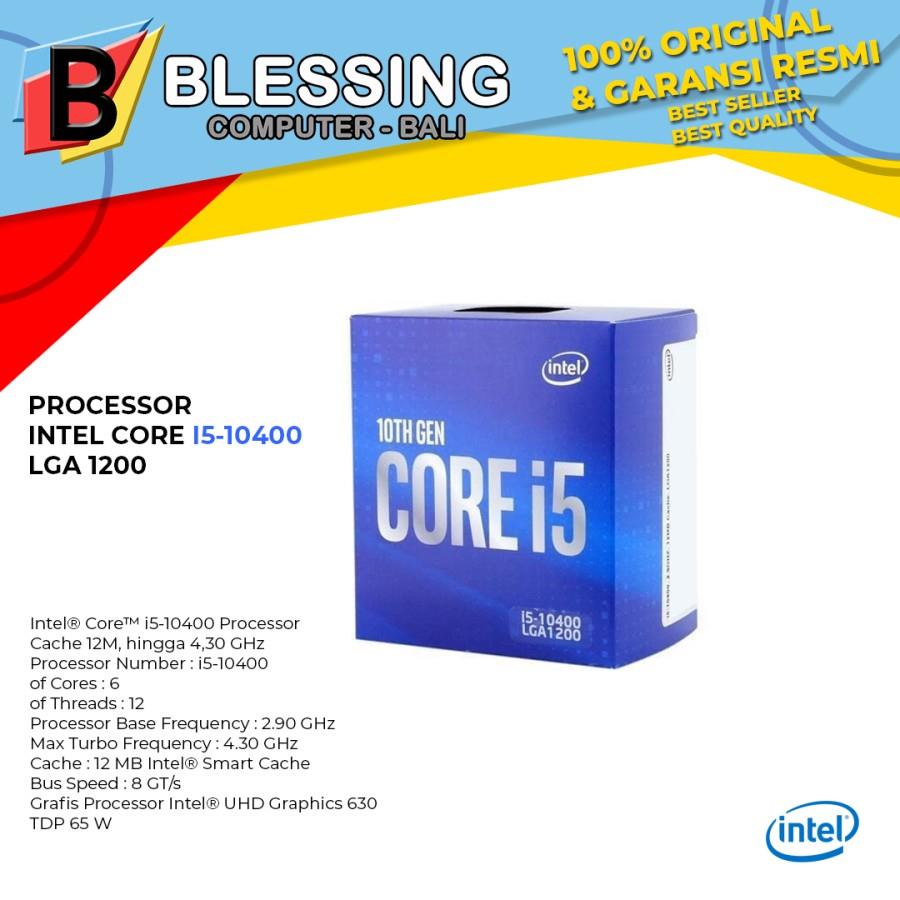 B BLESSING
COMPUTER - BALI
100% ORIGINAL
& GARANSI RESMI
BEST SELLER
BEST QUALITY
PROCESSOR
INTEL CORE I5-10400
LGA 1200
intel
10TH GEN
CORE i5
i5-10400
LGA1200
intel
Intel® Core™ i5-10400 Processor
Cache 12M, hingga 4,30 GHz
Processor Number : i5-10400
of Cores : 6
of Threads : 12
Processor Base Frequency : 2.90 GHz
Max Turbo Frequency : 4.30 GHz
Cache : 12 MB Intel® Smart Cache
Bus Speed : 8 GT/s
Grafis Processor Intel® UHD Graphics 630
TDP 65 W
intel